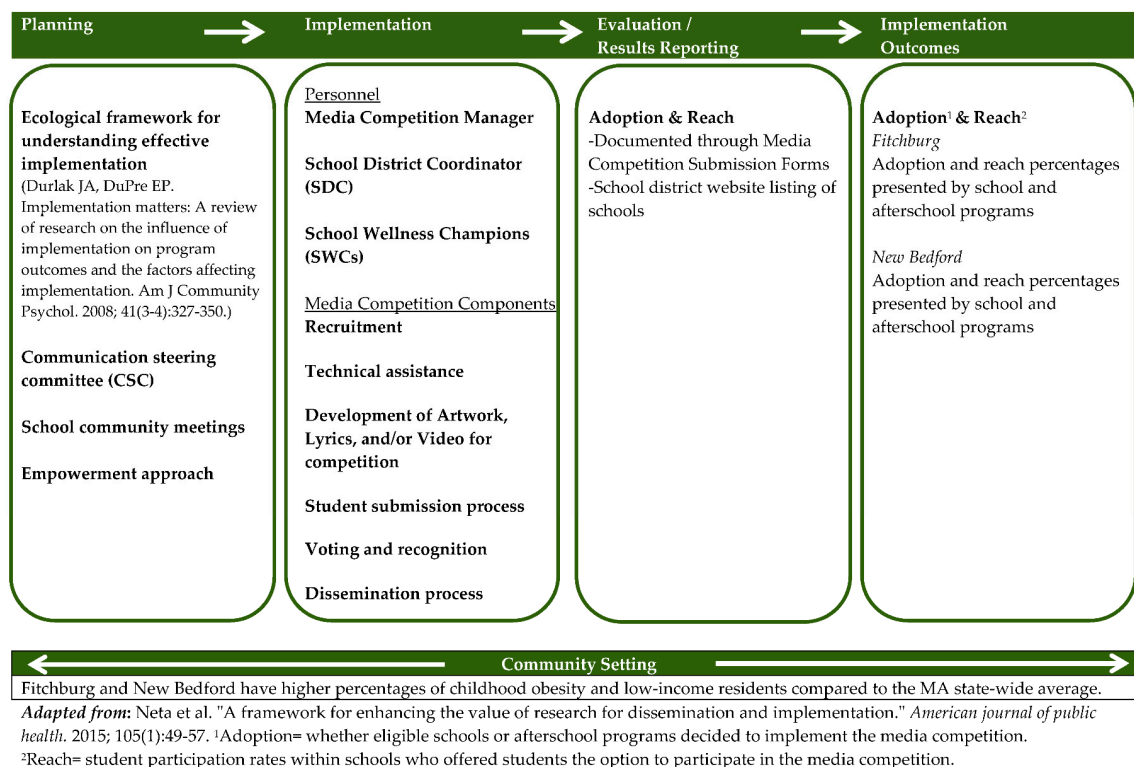 Planning
Implementation
Evaluation /
Results Reporting
Implementation
Outcomes
Ecological framework for
understanding effective
implementation
(Durlak JA, DuPre EP.
Implementation matters: A review
of research on the influence of
implementation on program
outcomes and the factors affecting
implementation. Am J Community
Psychol. 2008; 41(3-4):327-350.)
Communication steering
committee (CSC)
School community meetings
Empowerment approach
Personnel
Media Competition Manager
School District Coordinator
(SDC)
School Wellness Champions
(SWCs)
Media Competition Components
Recruitment
Technical assistance
Development of Artwork,
Lyrics, and/or Video for
competition
Student submission process
Voting and recognition
Dissemination process
Adoption & Reach
-Documented through Media
Competition Submission Forms
-School district website listing of
schools
Adoption¹ & Reach²
Fitchburg
Adoption and reach percentages
presented by school and
afterschool programs
New Bedford
Adoption and reach percentages
presented by school and
afterschool programs
Community Setting
Fitchburg and New Bedford have higher percentages of childhood obesity and low-income residents compared to the MA state-wide average.
Adapted from: Neta et al. "A framework for enhancing the value of research for dissemination and implementation." American journal of public
health. 2015; 105(1):49-57. ¹Adoption= whether eligible schools or afterschool programs decided to implement the media competition.
²Reach= student participation rates within schools who offered students the option to participate in the media competition.